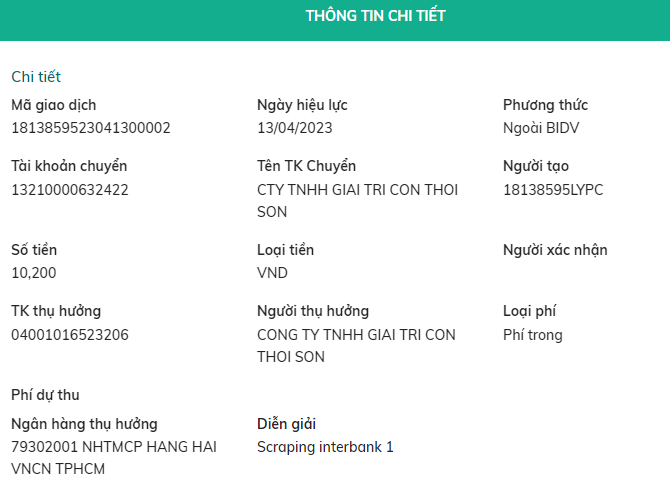 THÔNG TIN CHI TIẾT
Chi tiết
Mã giao dịch
Ngày hiệu lực
Phương thức
1813859523041300002
13/04/2023
Ngoài BIDV
Tài khoản chuyển
Tên TK Chuyển
Người tạo
13210000632422
CTY TNHH GIAI TRI CON THOI
SON
18138595LYPC
Số tiền
Loại tiền
Người xác nhận
10,200
VND
TK thụ hưởng
Người thụ hưởng
Loại phí
04001016523206
CONG TY TNHH GIAI TRI CON
THOI SON
Phí trong
Phí dự thu
Ngân hàng thụ hưởng
Diễn giải
79302001 NHTMCP HANG HAI
VNCN TPHCM
Scraping interbank 1